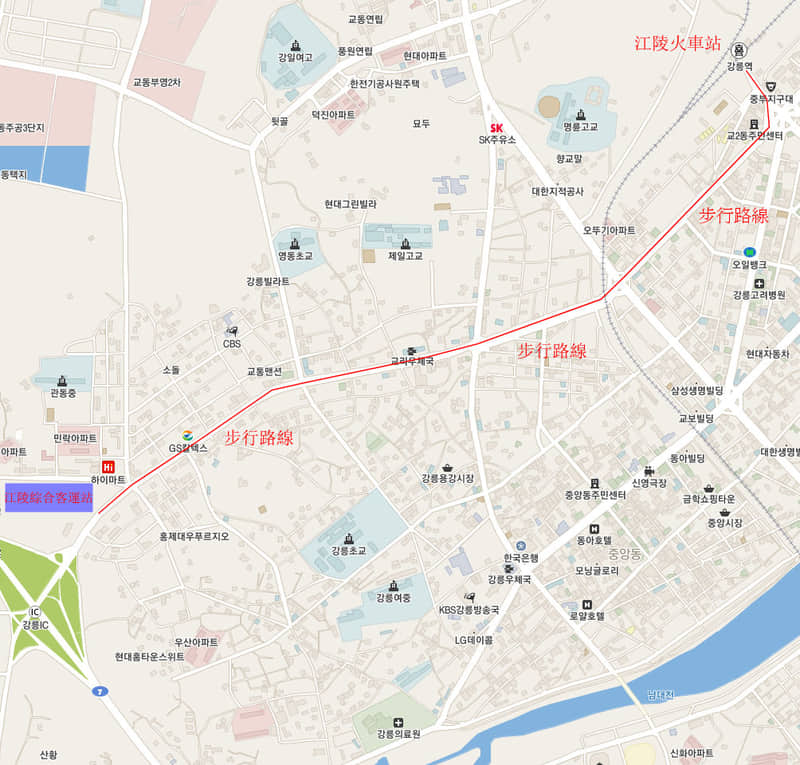 교동연립
강일여고
풍원연립
현대아파트
江陵火車站
강릉역
교동부영2차
한전기공사원주택
중부지구대
덕진아파트
뒷골
묘두
SK
SK주유소
명륜고교
교2동주민센터
동주공3단지
향교말
동택지
대한지적공사
현대그린빌라
步行路線
오뚜기아파트
영동초교
제일고교
강릉빌라트
오일뱅크
강릉고려병원
CBS
소돌
교동맨션
교리우체국
步行路線
현대자동차
관동중
삼성생명빌딩
교보빌딩
步行路線
민락아파트
GS칼텍스
아파트
Hi
하이마트
동아빌딩
대한생명빌
강릉용강시장
신영극장
江陵綜合客運站
중앙동주민센터
금학쇼핑타운
중앙시장
홍제대우푸르지오
강릉초교
동아호텔
한국은행
중앙동
강릉우체국
모닝글로리
IC
강릉IC
강릉여중
KBS강릉방송국
로얄호텔
우산아파트
현대홈타운스위트
LG데이콤
7
남대천
강릉의료원
산황
신화아파트